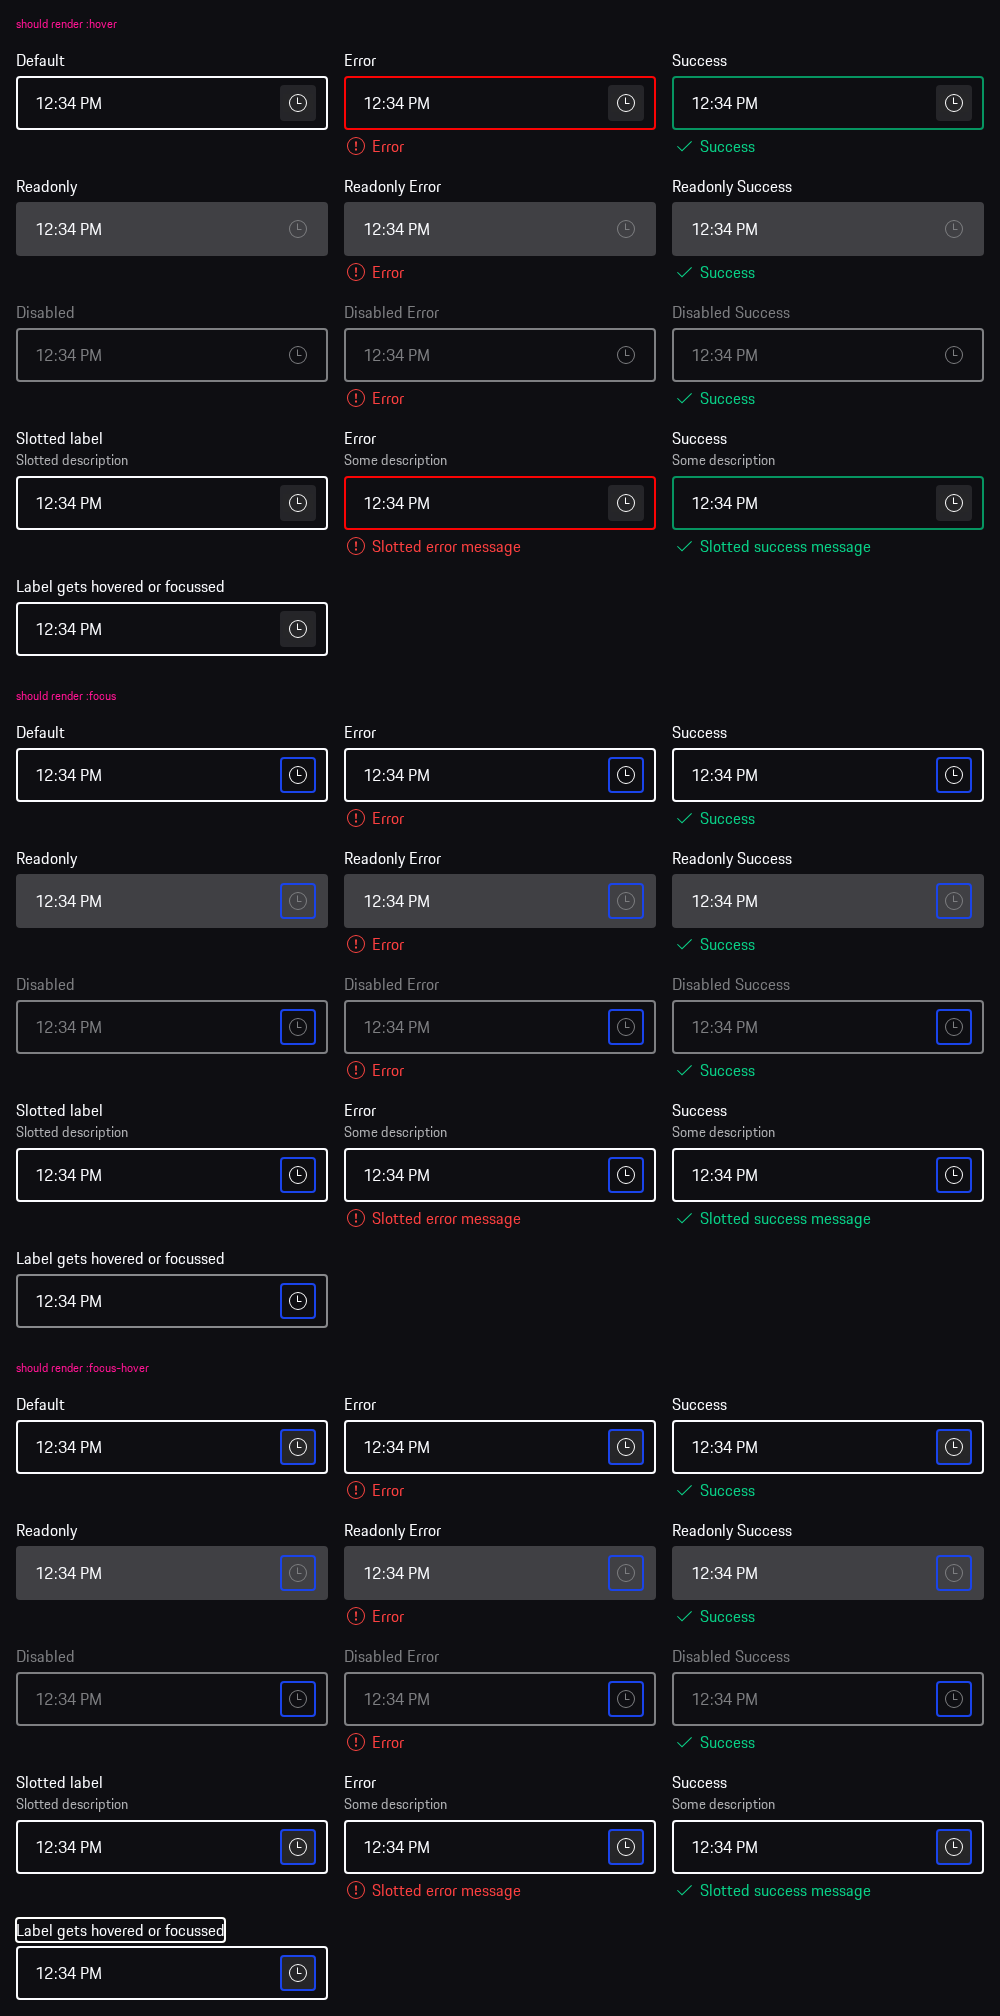 should render :hover
Default
Error
Success
12:34 PM
12:34 PM
12:34 PM
Error
Success
Readonly
Readonly Error
Readonly Success
12:34 PM
12:34 PM
12:34 PM
Error
Success
Disabled
Disabled Error
Disabled Success
12:34 PM
12:34 PM
12:34 PM
Error
Success
Slotted label
Error
Success
Slotted description
Some description
Some description
12:34 PM
12:34 PM
12:34 PM
Slotted error message
Slotted success message
Label gets hovered or focussed
12:34 PM
should render :focus
Default
Error
Success
12:34 PM
12:34 PM
12:34 PM
Error
Success
Readonly
Readonly Error
Readonly Success
12:34 PM
12:34 PM
12:34 PM
Error
Success
Disabled
Disabled Error
Disabled Success
12:34 PM
12:34 PM
12:34 PM
Error
Success
Slotted label
Error
Success
Slotted description
Some description
Some description
12:34 PM
12:34 PM
12:34 PM
Slotted error message
Slotted success message
Label gets hovered or focussed
12:34 PM
should render :focus-hover
Default
Error
Success
12:34 PM
12:34 PM
12:34 PM
Error
Success
Readonly
Readonly Error
Readonly Success
12:34 PM
12:34 PM
12:34 PM
Error
Success
Disabled
Disabled Error
Disabled Success
12:34 PM
12:34 PM
12:34 PM
Error
Success
Slotted label
Error
Success
Slotted description
Some description
Some description
12:34 PM
12:34 PM
12:34 PM
Slotted error message
Slotted success message
Label gets hovered or focussed
12:34 PM